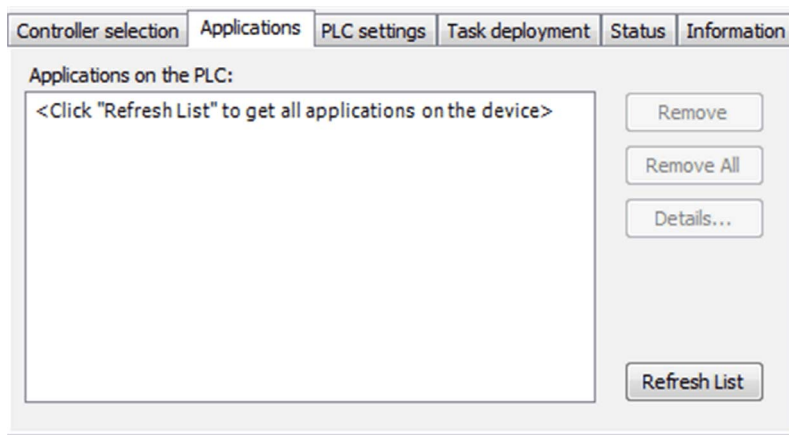 Controller selection Applications PLC settings Task deployment Status Information
Applications on the PLC:
<Click "Refresh List" to get all applications on the device>
Remove
Remove All
Details...
Refresh List